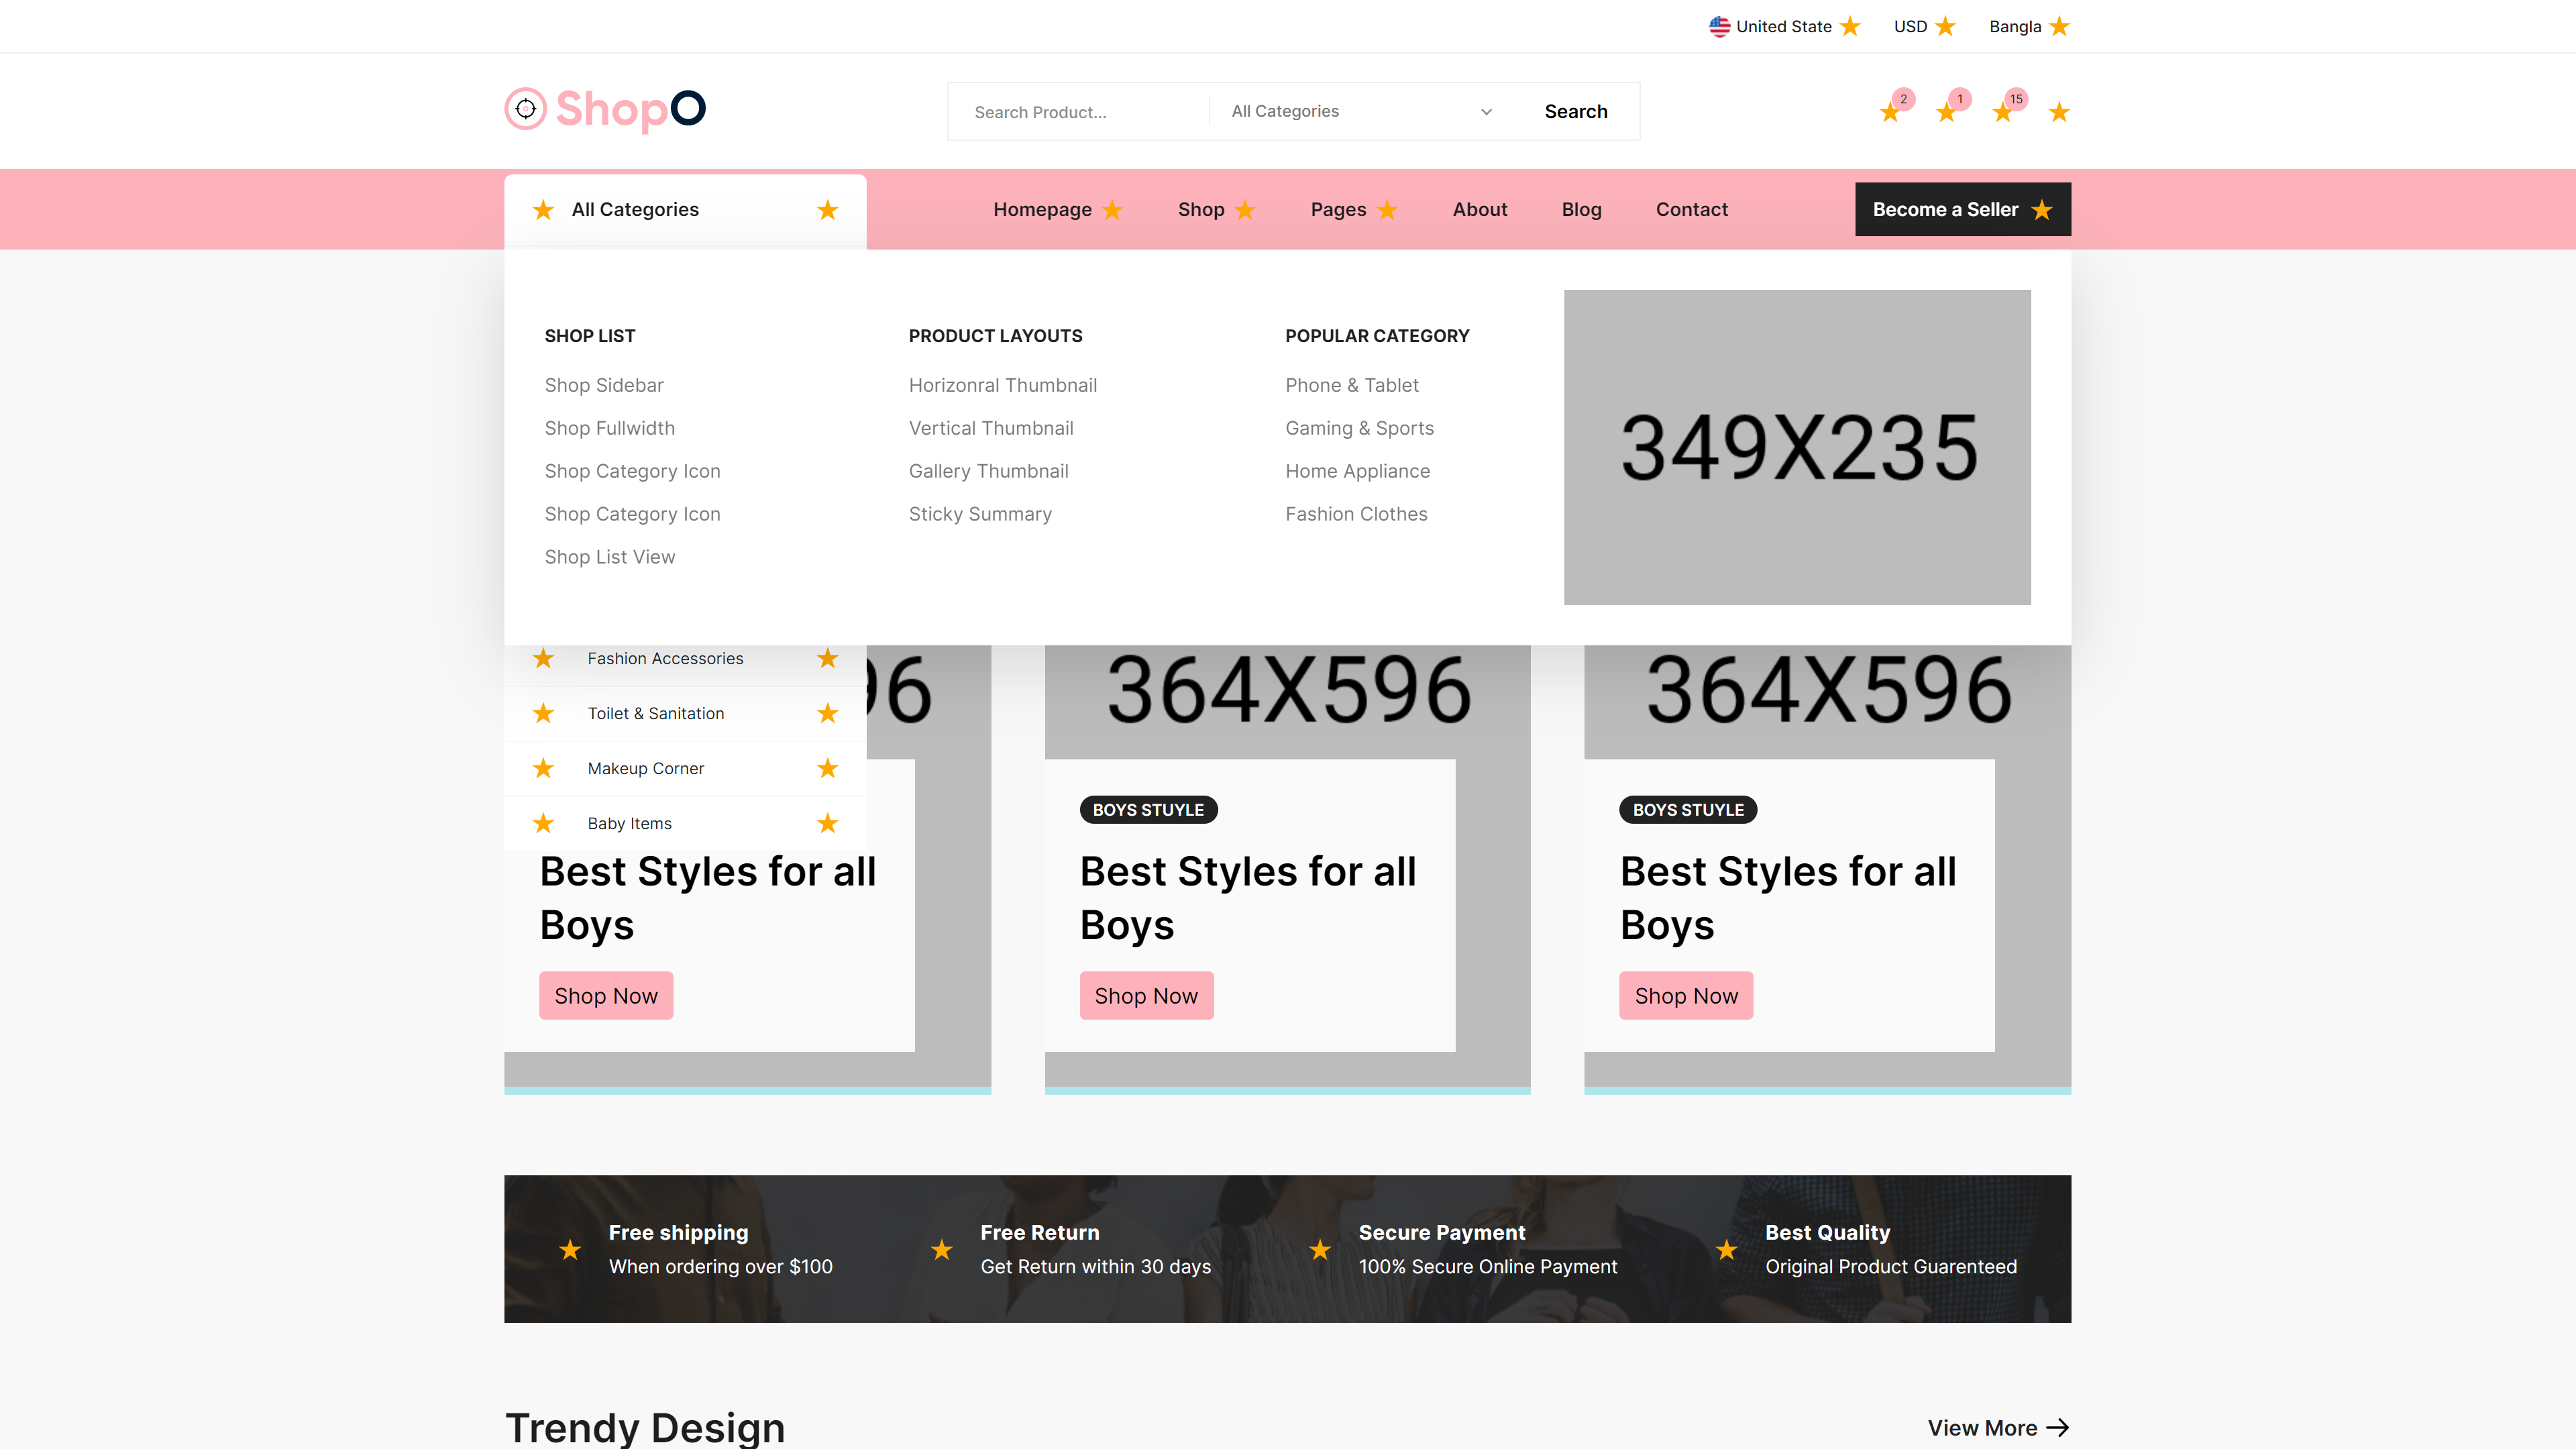 United State
USD
Bangla
ShopO
Search Product...
All Categories
Search
2
1
15
All Categories
Homepage
Shop
Pages
About
Blog
Contact
Become a Seller
SHOP LIST
Shop Sidebar
Shop Fullwidth
Shop Category Icon
Shop Category Icon
Shop List View
PRODUCT LAYOUTS
Horizonral Thumbnail
Vertical Thumbnail
Gallery Thumbnail
Sticky Summary
POPULAR CATEGORY
Phone & Tablet
Gaming & Sports
Home Appliance
Fashion Clothes
349X235
Fashion Accessories
Toilet & Sanitation
Makeup Corner
Baby Items
96
Best Styles for all
Boys
Shop Now
364X596
BOYS STUYLE
Best Styles for all
Boys
Shop Now
364X596
BOYS STUYLE
Best Styles for all
Boys
Shop Now
Free shipping
When ordering over $100
Free Return
Get Return within 30 days
Secure Payment
100% Secure Online Payment
Best Quality
Original Product Guarenteed
Trendy Design
View More